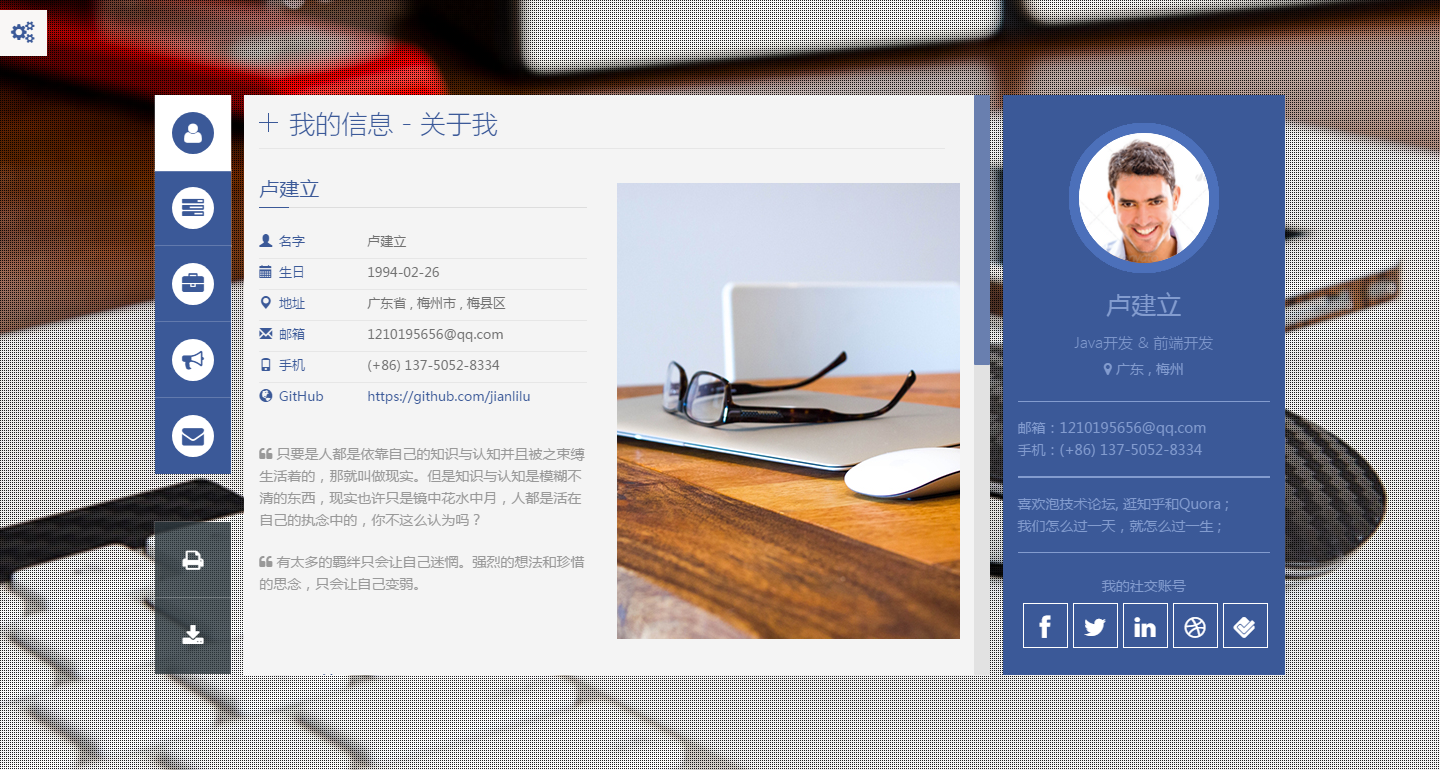 我的信息 - 关于我
卢建立
名字 卢建立
生日 1994-02-26
地址 广东省 , 梅州市 , 梅县区
邮箱 1210195656@qq.com
手机 (+86) 137-5052-8334
GitHub https://github.com/jianlilu
只要是人都是依靠自己的知识与认知并且被之束缚
生活着的，那就叫做现实。但是知识与认知是模糊不
清的东西，现实也许只是镜中花水中月，人都是活在
自己的执念中的，你不这么认为吗？
有太多的羁绊只会让自己迷惘。强烈的想法和珍惜
的思念，只会让自己变弱。
卢建立
Java开发 & 前端开发
广东 , 梅州
邮箱：1210195656@qq.com
手机：(+86) 137-5052-8334
喜欢泡技术论坛, 逛知乎和Quora ;
我们怎么过一天，就怎么过一生 ;
我的社交账号